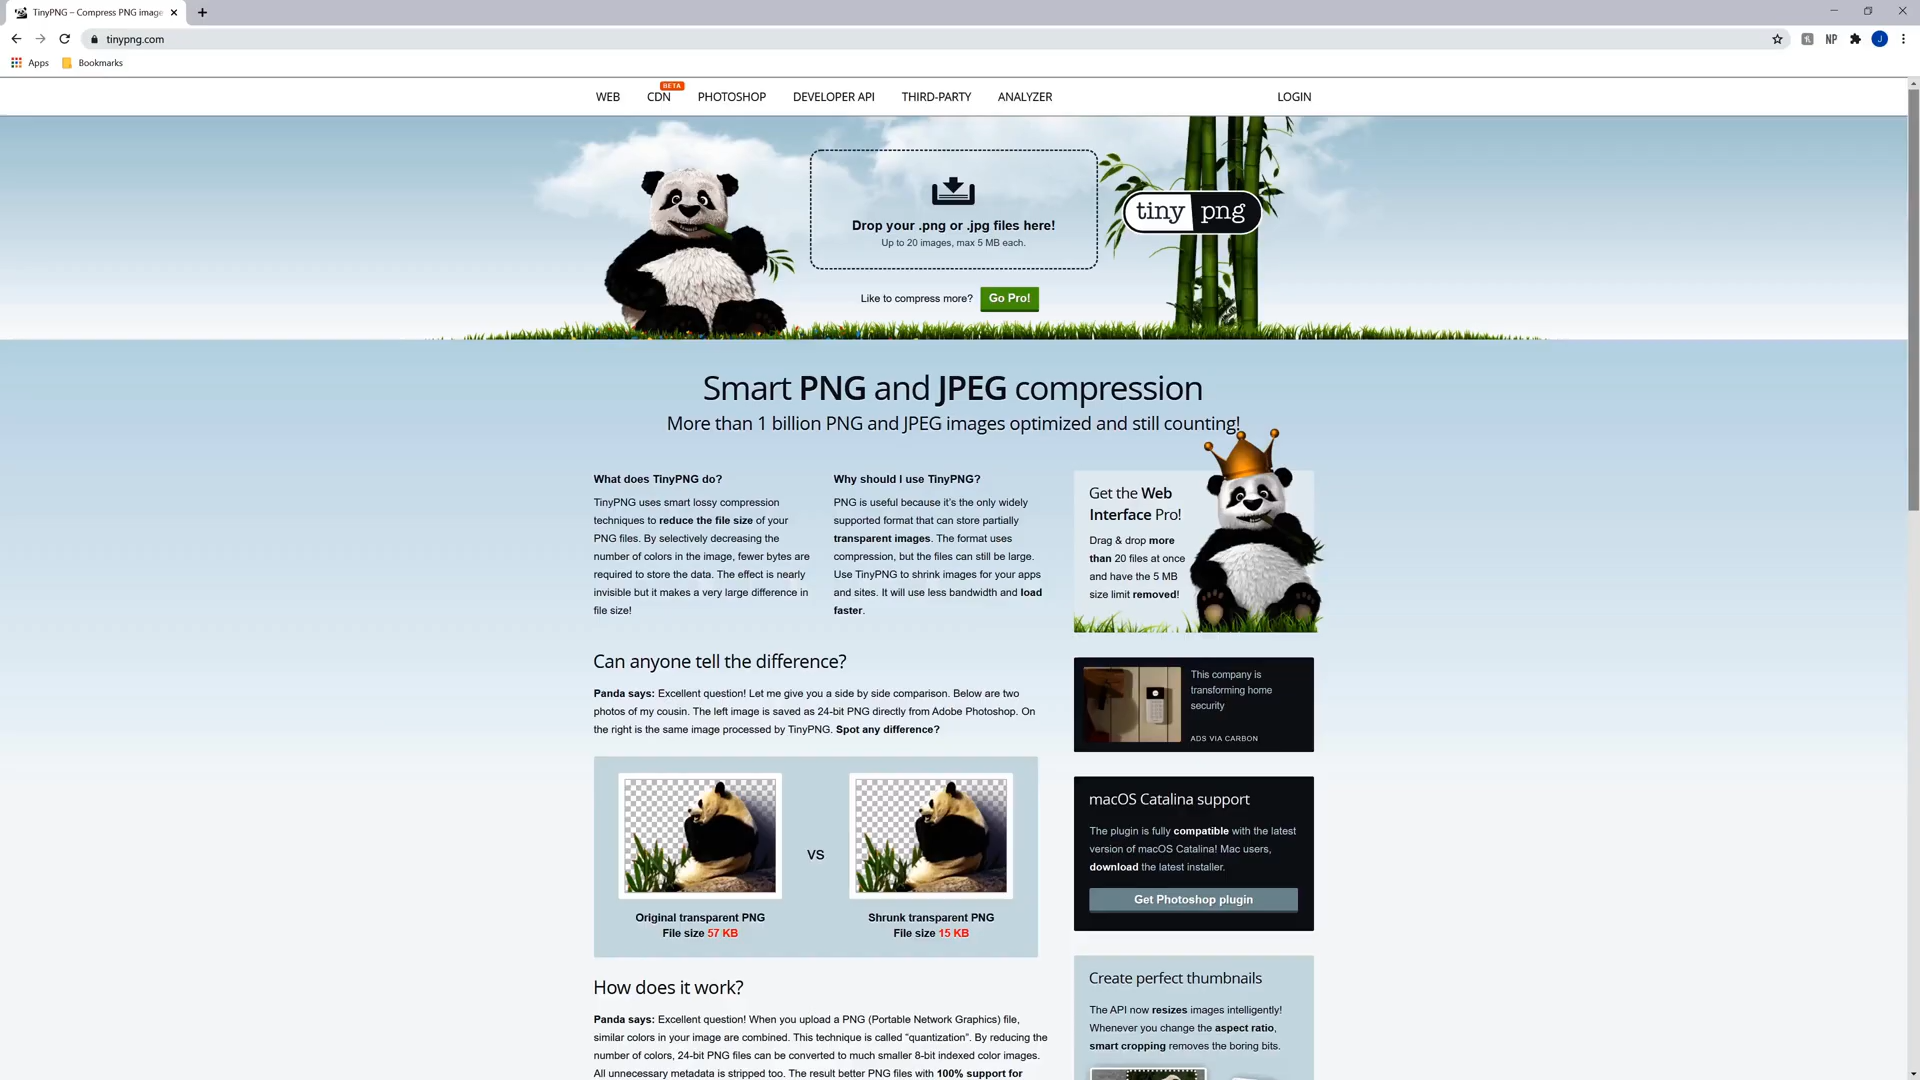 TinyPNG – Compress PNG image
tinypng.com
NP
J
Apps
Bookmarks
WEB
CDN
BETA
PHOTOSHOP
DEVELOPER API
THIRD-PARTY
ANALYZER
LOGIN
Drop your .png or .jpg files here!
Up to 20 images, max 5 MB each.
tiny png
Like to compress more?
Go Pro!
Smart PNG and JPEG compression
More than 1 billion PNG and JPEG images optimized and still counting!
What does TinyPNG do?
TinyPNG uses smart lossy compression
techniques to reduce the file size of your
PNG files. By selectively decreasing the
number of colors in the image, fewer bytes are
required to store the data. The effect is nearly
invisible but it makes a very large difference in
file size!
Why should I use TinyPNG?
PNG is useful because it’s the only widely
supported format that can store partially
transparent images. The format uses
compression, but the files can still be large.
Use TinyPNG to shrink images for your apps
and sites. It will use less bandwidth and load
faster.
Get the Web
Interface Pro!
Drag & drop more
than 20 files at once
and have the 5 MB
size limit removed!
Can anyone tell the difference?
Panda says: Excellent question! Let me give you a side by side comparison. Below are two
photos of my cousin. The left image is saved as 24-bit PNG directly from Adobe Photoshop. On
the right is the same image processed by TinyPNG. Spot any difference?
This company is
transforming home
security
ADS VIA CARBON
VS
Original transparent PNG
File size 57 KB
Shrunk transparent PNG
File size 15 KB
macOS Catalina support
The plugin is fully compatible with the latest
version of macOS Catalina! Mac users,
download the latest installer.
Get Photoshop plugin
How does it work?
Panda says: Excellent question! When you upload a PNG (Portable Network Graphics) file,
similar colors in your image are combined. This technique is called “quantization”. By reducing the
number of colors, 24-bit PNG files can be converted to much smaller 8-bit indexed color images.
All unnecessary metadata is stripped too. The result better PNG files with 100% support for
Create perfect thumbnails
The API now resizes images intelligently!
Whenever you change the aspect ratio,
smart cropping removes the boring bits.